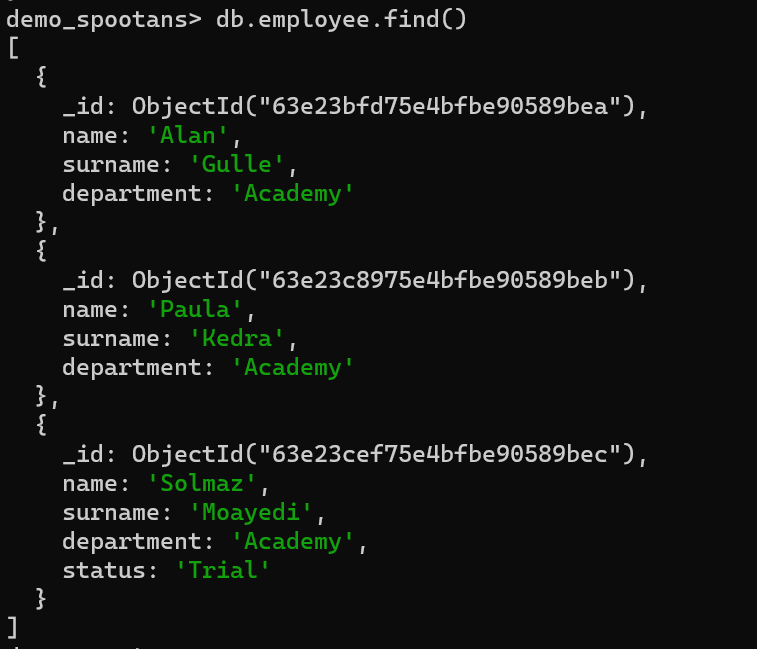 demo_spootans> db.employee.find()
[
  {
    _id: ObjectId("63e23bfd75e4bfbe90589bea"),
    name: 'Alan',
    surname: 'Gulle',
    department: 'Academy'
  },
  {
    _id: ObjectId("63e23c8975e4bfbe90589beb"),
    name: 'Paula',
    surname: 'Kedra',
    department: 'Academy'
  },
  {
    _id: ObjectId("63e23cef75e4bfbe90589bec"),
    name: 'Solmaz',
    surname: 'Moayedi',
    department: 'Academy',
    status: 'Trial'
  }
]